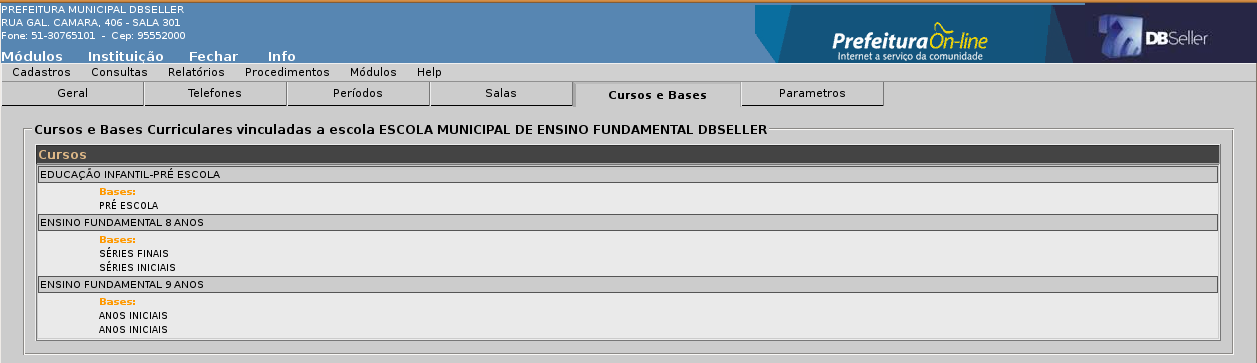 PREFEITURA MUNICIPAL DBSELLER
RUA GAL. CAMARA, 406 - SALA 301
Fone: 51-30765101 - Cep: 95552000
Prefeitura On-line
Internet a serviço da comunidade
DBSeller
Módulos Instituição Fechar Info
Cadastros Consultas Relatórios Procedimentos Módulos Help
Geral Telefones Períodos Salas Cursos e Bases Parametros
Cursos e Bases Curriculares vinculadas a escola ESCOLA MUNICIPAL DE ENSINO FUNDAMENTAL DBSELLER
Cursos
EDUCAÇÃO INFANTIL-PRÉ ESCOLA
Bases:
PRÉ ESCOLA
ENSINO FUNDAMENTAL 8 ANOS
Bases:
SÉRIES FINAIS
SÉRIES INICIAIS
ENSINO FUNDAMENTAL 9 ANOS
Bases:
ANOS INICIAIS
ANOS INICIAIS